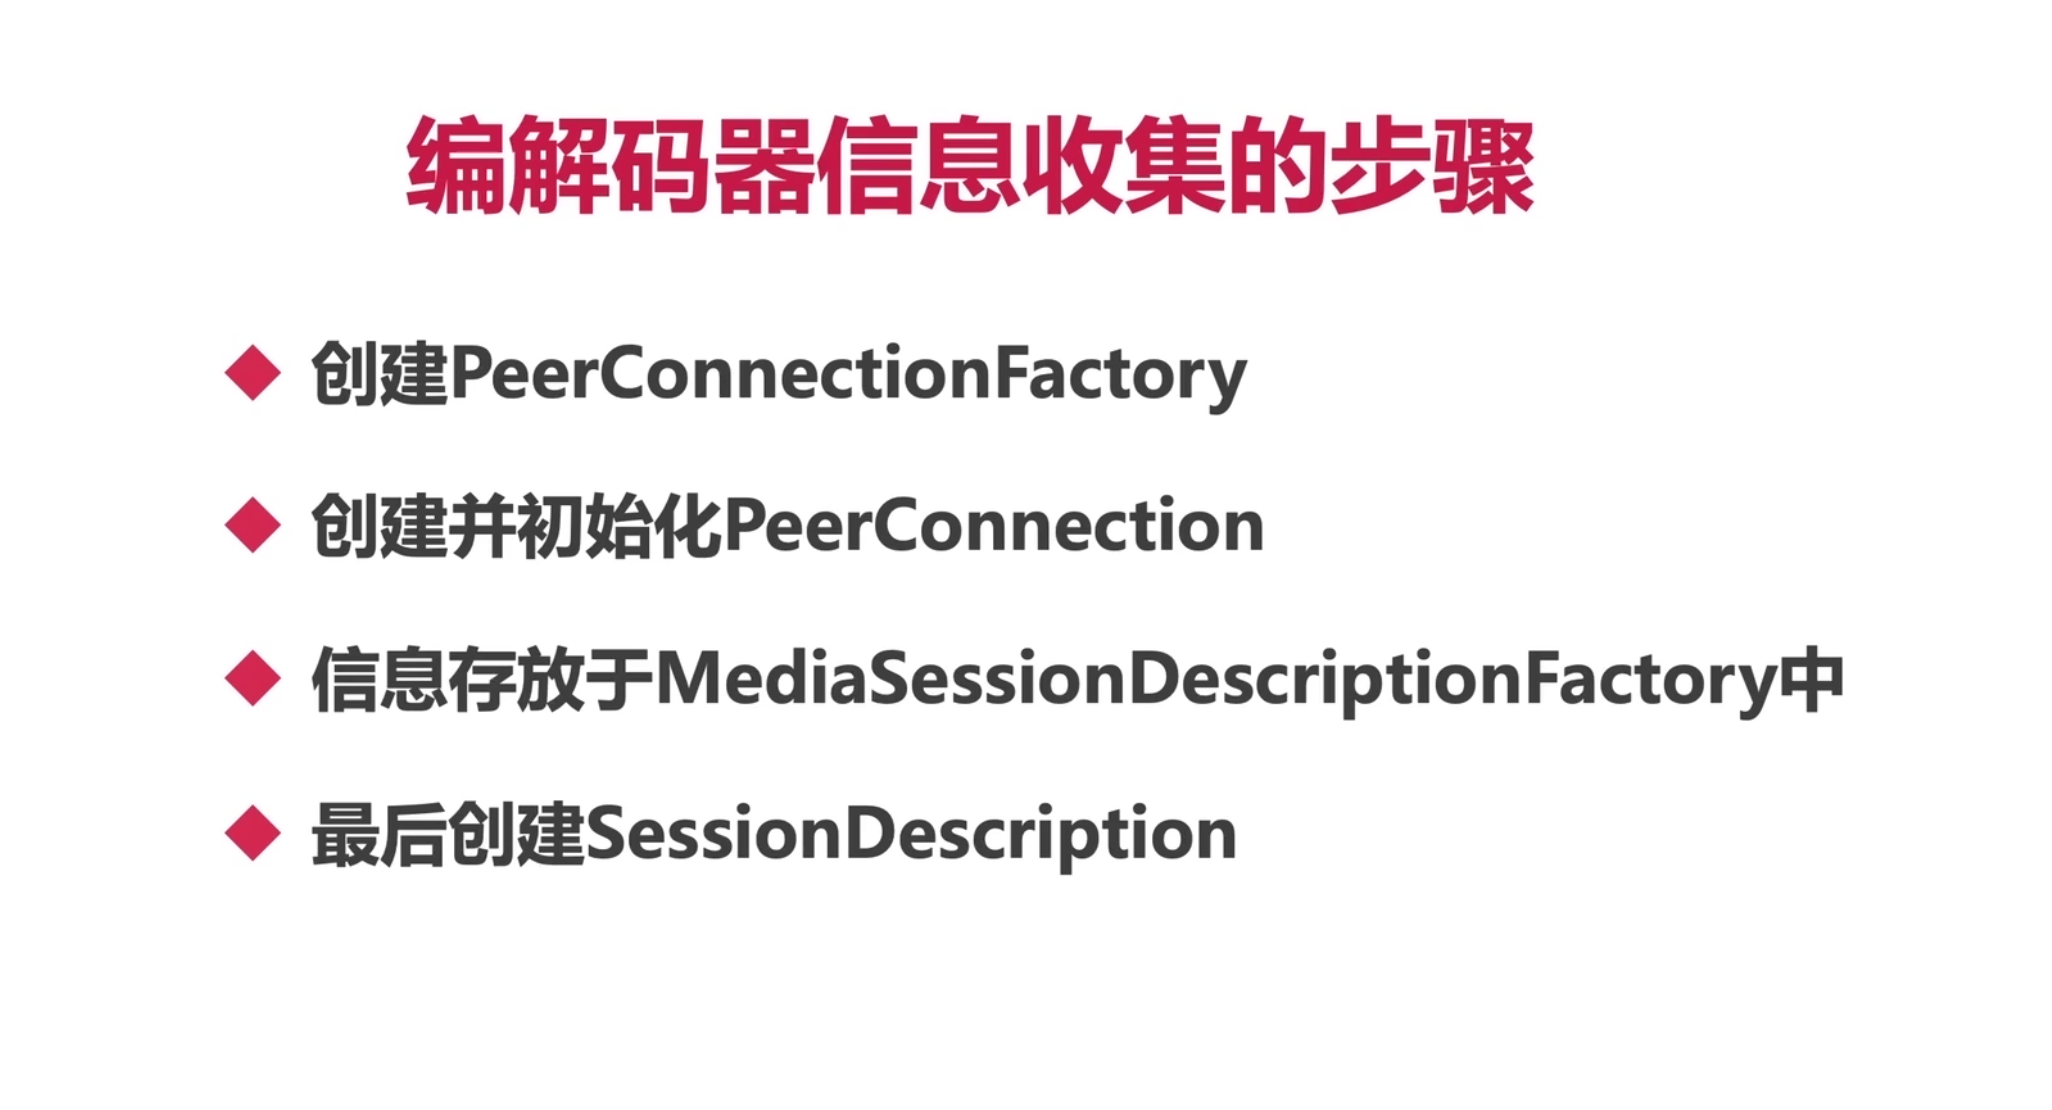 编解码器信息收集的步骤
创建PeerConnectionFactory
创建并初始化PeerConnection
信息存放于MediaSessionDescriptionFactory中
最后创建SessionDescription